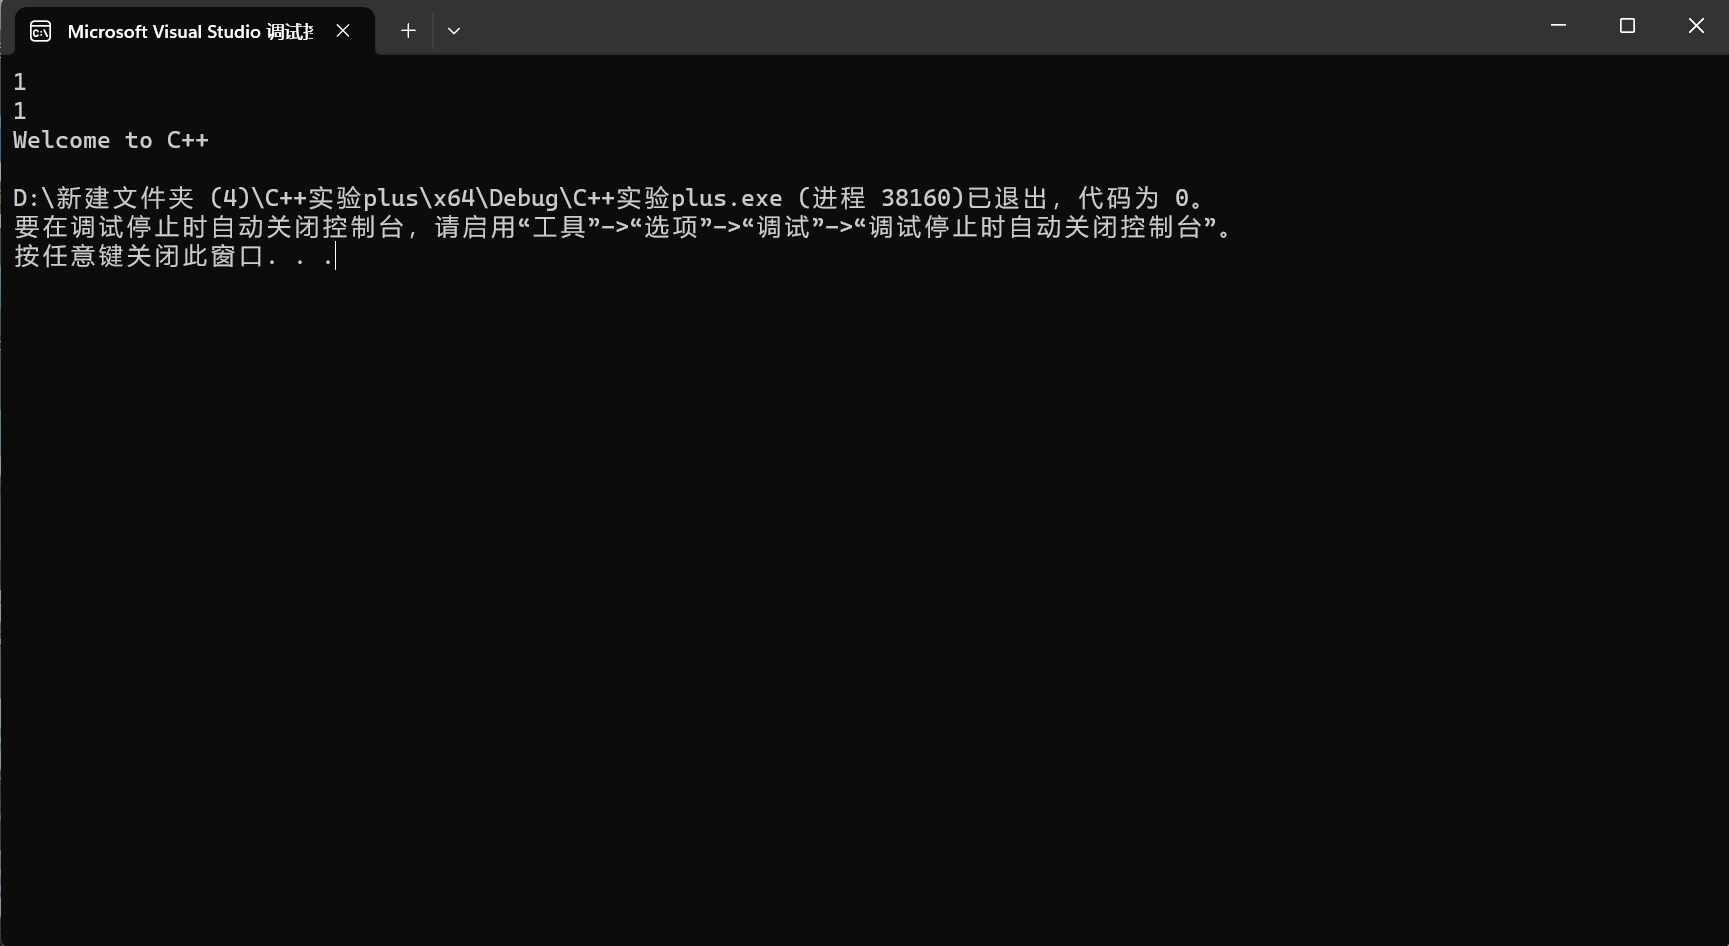 Microsoft Visual Studio 调试
1
1
Welcome to C++
D:\新建文件夹 (4)\C++实验plus\x64\Debug\C++实验plus.exe (进程 38160)已退出，代码为 0。
要在调试停止时自动关闭控制台，请启用“工具”->“选项”->“调试”->“调试停止时自动关闭控制台”。
按任意键关闭此窗口. . .